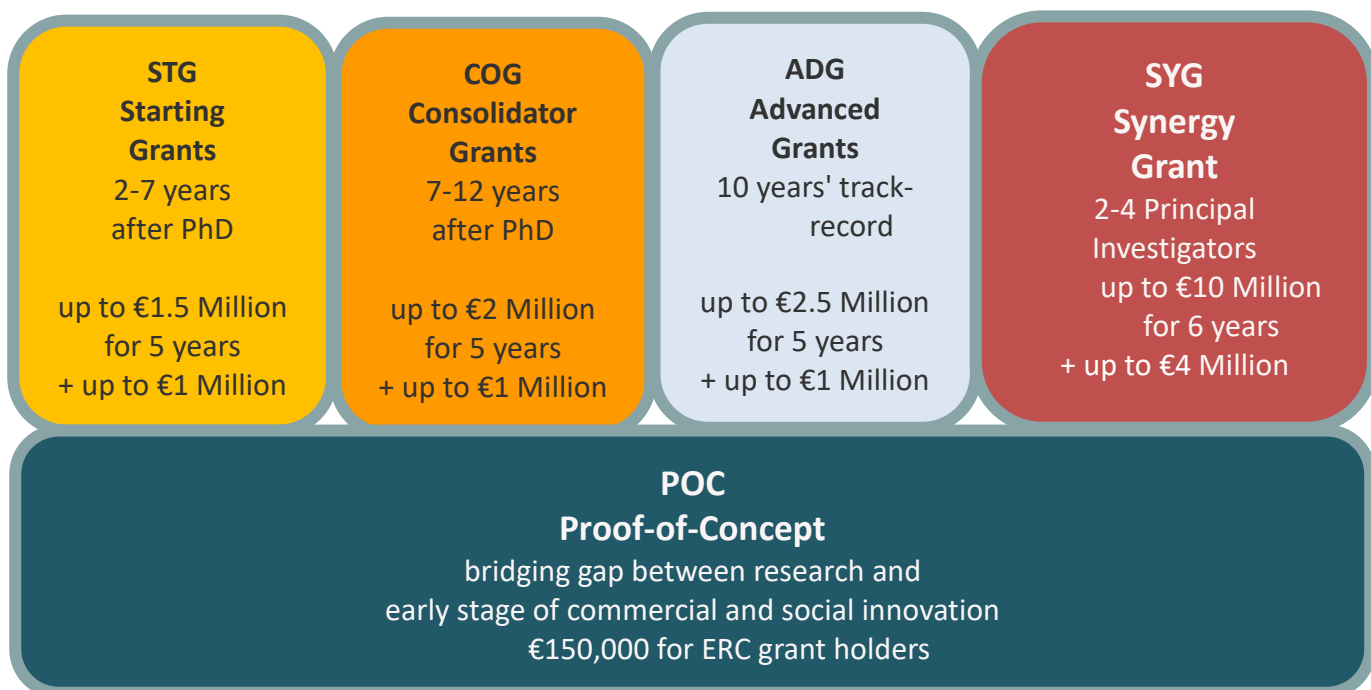 STG
Starting
Grants
2-7 years
after PhD
up to €1.5 Million
for 5 years
+ up to €1 Million
COG
Consolidator
Grants
7-12 years
after PhD
up to €2 Million
for 5 years
+ up to €1 Million
ADG
Advanced
Grants
10 years' track-
record
up to €2.5 Million
for 5 years
+ up to €1 Million
SYG
Synergy
Grant
2-4 Principal
Investigators
up to €10 Million
for 6 years
+ up to €4 Million
POC
Proof-of-Concept
bridging gap between research and
early stage of commercial and social innovation
€150,000 for ERC grant holders